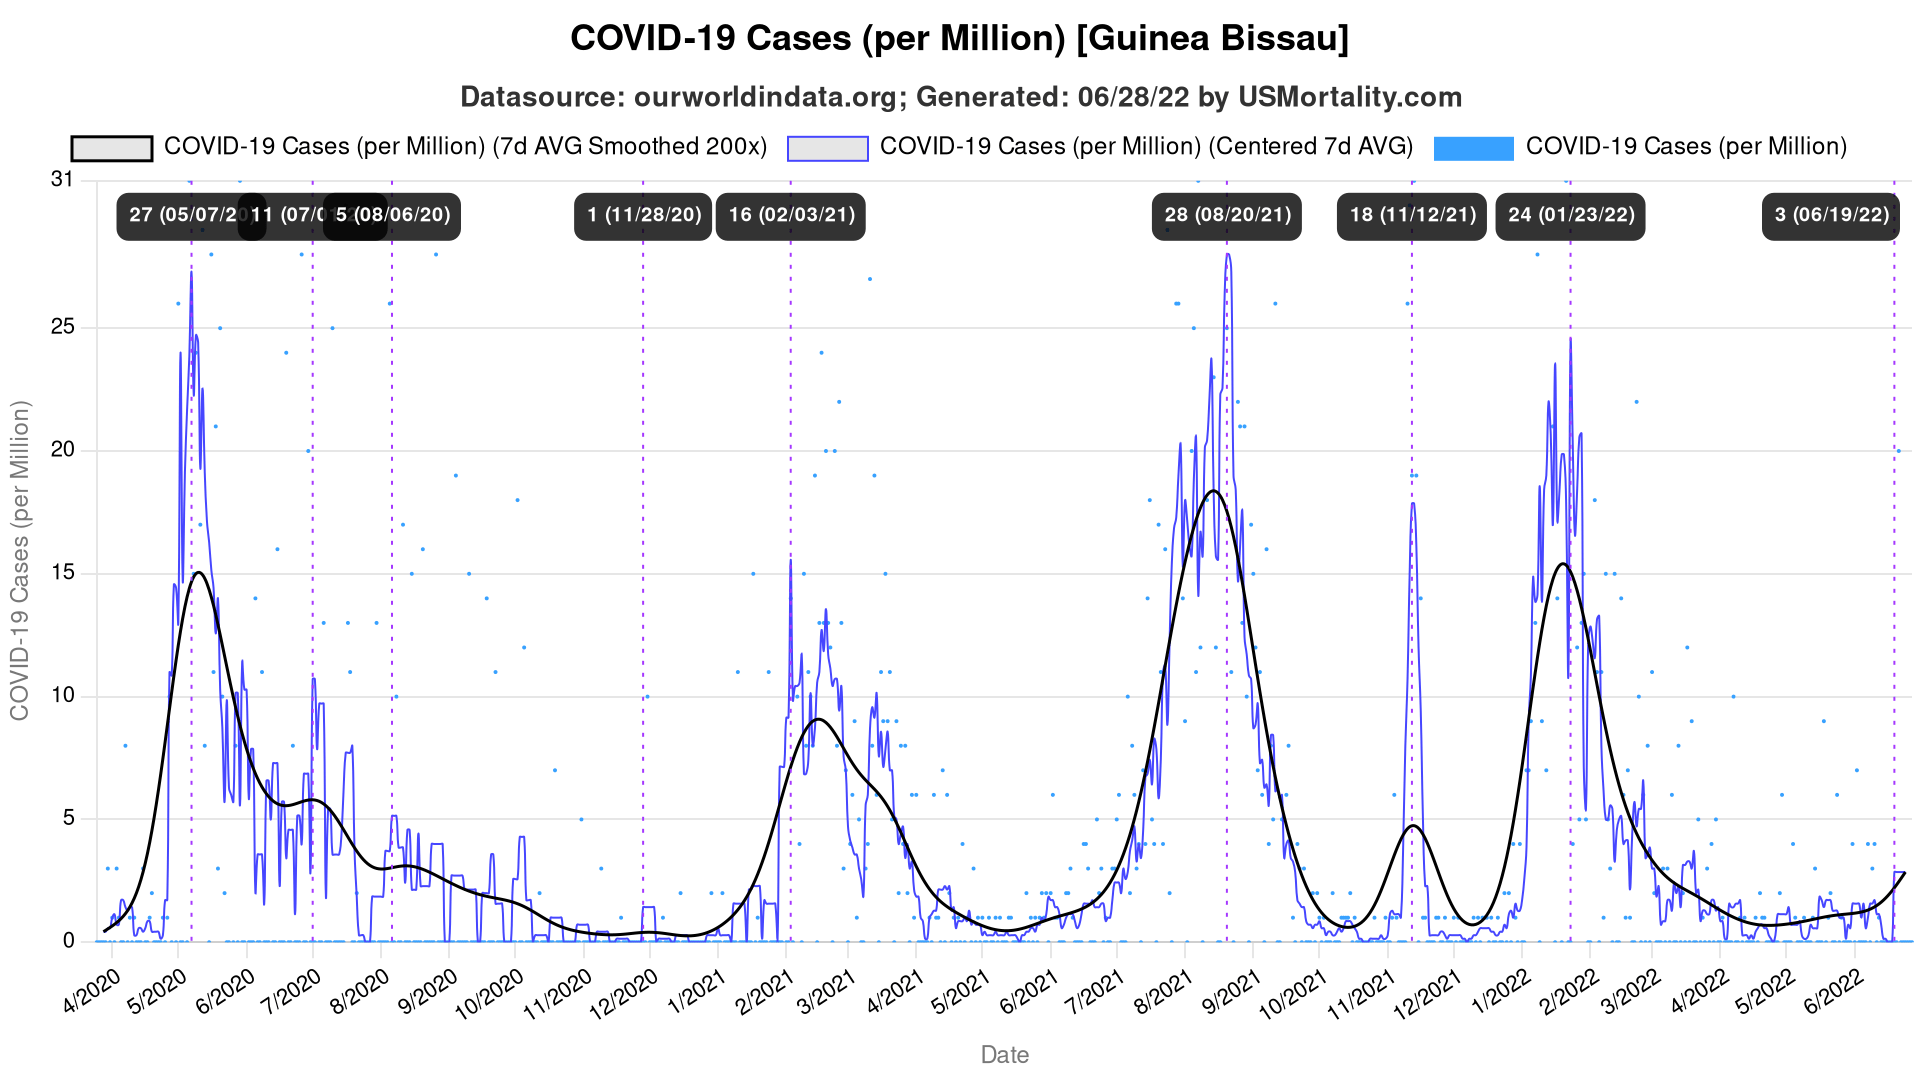 COVID-19 Cases (per Million) [Guinea Bissau]
Datasource: ourworldindata.org; Generated: 06/28/22 by USMortality.com
COVID-19 Cases (per Million) (7d AVG Smoothed 200x) COVID-19 Cases (per Million) (Centered 7d AVG) COVID-19 Cases (per Million)
31
27 (05/07/20) 11 (07/0 5 (08/06/20) 1 (11/28/20) 16 (02/03/21) 28 (08/20/21) 18 (11/12/21) 24 (01/23/22) 3 (06/19/22)
25
20
15
10
5
0
COVID-19 Cases (per Million)
4/2020 5/2020 6/2020 7/2020 8/2020 9/2020 10/2020 11/2020 12/2020 1/2021 2/2021 3/2021 4/2021 5/2021 6/2021 7/2021 8/2021 9/2021 10/2021 11/2021 12/2021 1/2022 2/2022 3/2022 4/2022 5/2022 6/2022
Date